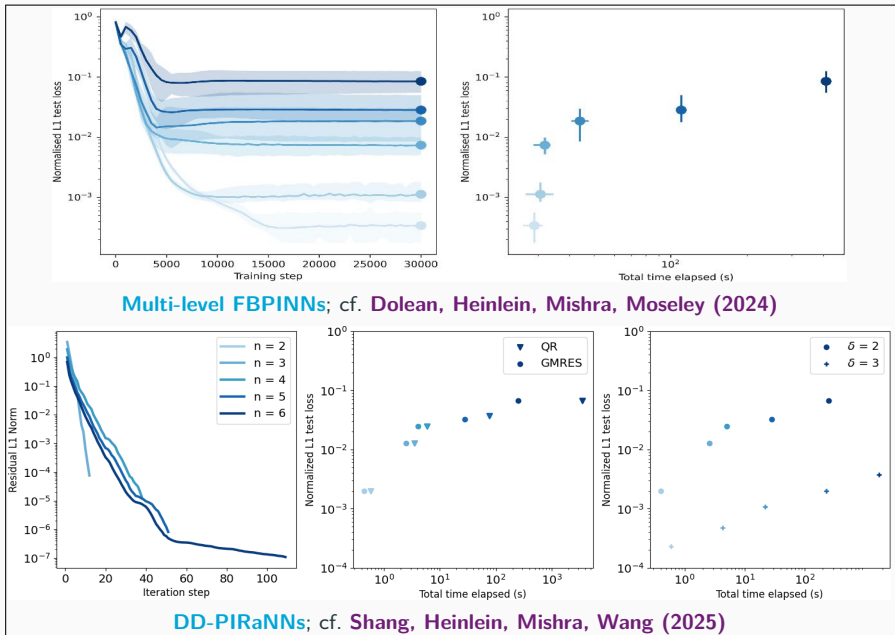 Normalised L1 test loss
10⁰
10⁻¹
10⁻²
10⁻³
0 5000 10000 15000 20000 25000 30000
Training step
Normalised L1 test loss
10⁰
10⁻¹
10⁻²
10⁻³
10²
Total time elapsed (s)
Multi-level FBPINNs; cf. Dolean, Heinlein, Mishra, Moseley (2024)
Residual L1 Norm
10⁰
10⁻¹
10⁻²
10⁻³
10⁻⁴
10⁻⁵
10⁻⁶
10⁻⁷
0 20 40 60 80 100
Iteration step
n = 2
n = 3
n = 4
n = 5
n = 6
Normalized L1 test loss
10⁰
10⁻¹
10⁻²
10⁻³
10⁻⁴
10⁰ 10¹ 10² 10³
Total time elapsed (s)
QR
GMRES
Normalized L1 test loss
10⁰
10⁻¹
10⁻²
10⁻³
10⁻⁴
10⁰ 10¹ 10² 10³
Total time elapsed (s)
δ = 2
δ = 3
DD-PIRaNNs; cf. Shang, Heinlein, Mishra, Wang (2025)